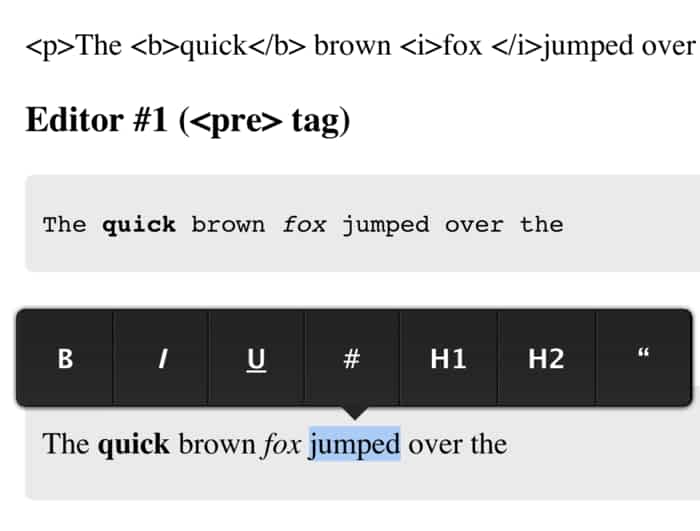 <p>The <b>quick</b> brown <i>fox </i>jumped over
Editor #1 (<pre> tag)
The quick brown fox jumped over the
B I U # H1 H2 “
The quick brown fox jumped over the